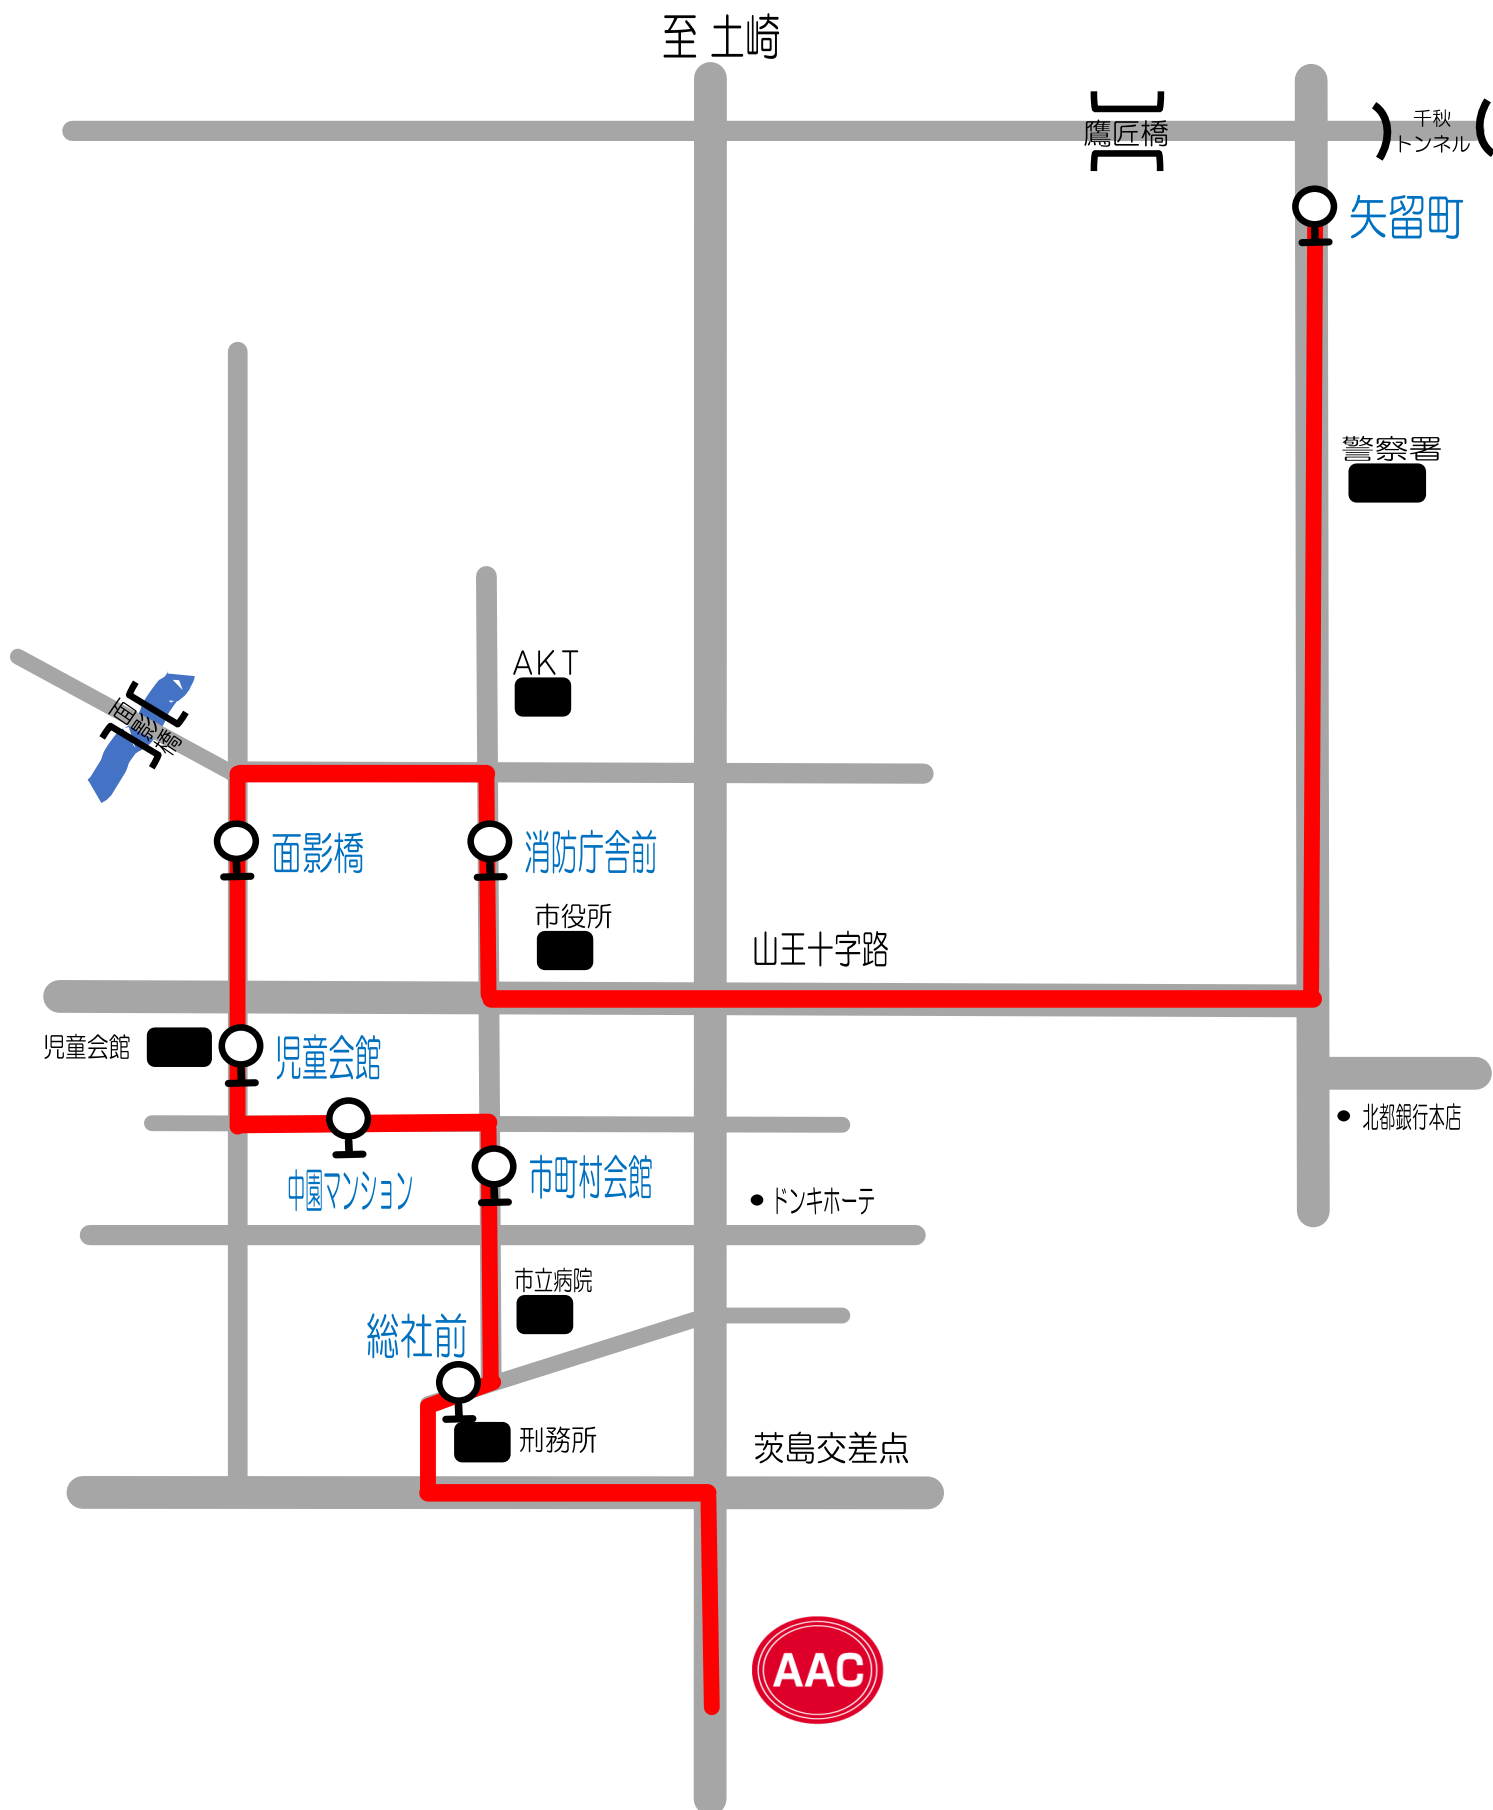 至 土崎
鷹匠橋
千秋
トンネル
矢留町
警察署
AKT
面影橋
面影橋
消防庁舎前
市役所
山王十字路
児童会館
児童会館
北都銀行本店
中園マンション
市町村会館
ドンキホーテ
市立病院
総社前
刑務所
茨島交差点
AAC